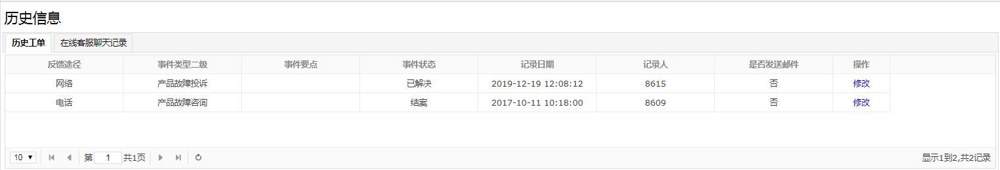 历史信息
历史工单 在线客服聊天记录
反馈途径 事件类型二级 事件要点 事件状态 记录日期 记录人 是否发送邮件 操作
网络 产品故障投诉 已解决 2019-12-19 12:08:12 8615 否 修改
电话 产品故障咨询 结案 2017-10-11 10:18:00 8609 否 修改
10 第 1 共1页 显示1到2,共2记录